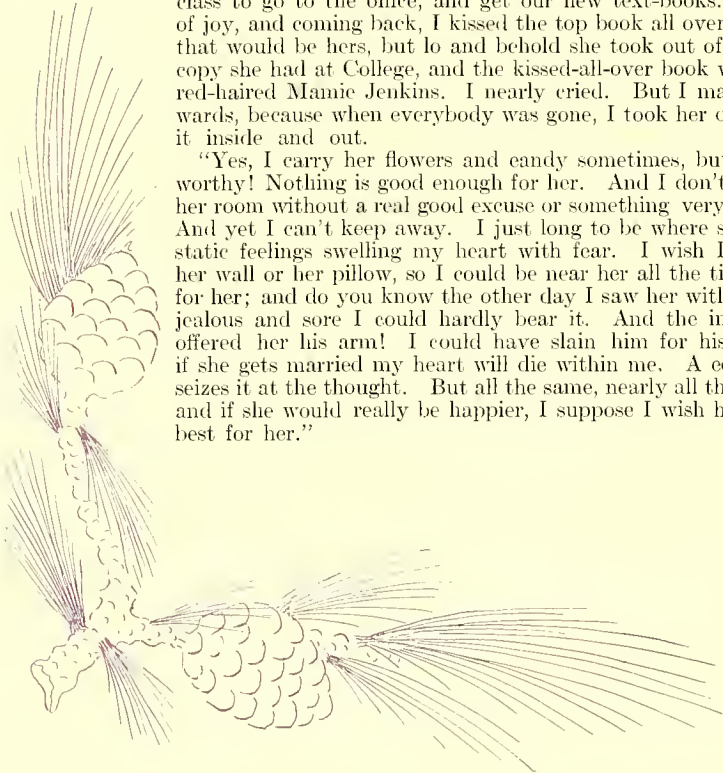 class to go to the office, and get our new text-books.
of joy, and coming back, I kissed the top book all over
that would be hers, but lo and behold she took out of
copy she had at College, and the kissed-all-over book
red-haired Mamie Jenkins. I nearly cried. But I ma
wards, because when everybody was gone, I took her
it inside and out.
"Yes, I carry her flowers and candy sometimes, bu
worthy! Nothing is good enough for her. And I don't
her room without a real good excuse or something very
And yet I can't keep away. I just long to be where s
static feelings swelling my heart with fear. I wish I
her wall or her pillow, so I could be near her all the ti
for her; and do you know the other day I saw her with
jealous and sore I could hardly bear it. And the in
offered her his arm! I could have slain him for his
if she gets married my heart will die within me. A c
seizes it at the thought. But all the same, nearly all th
and if she would really be happier, I suppose I wish h
best for her."